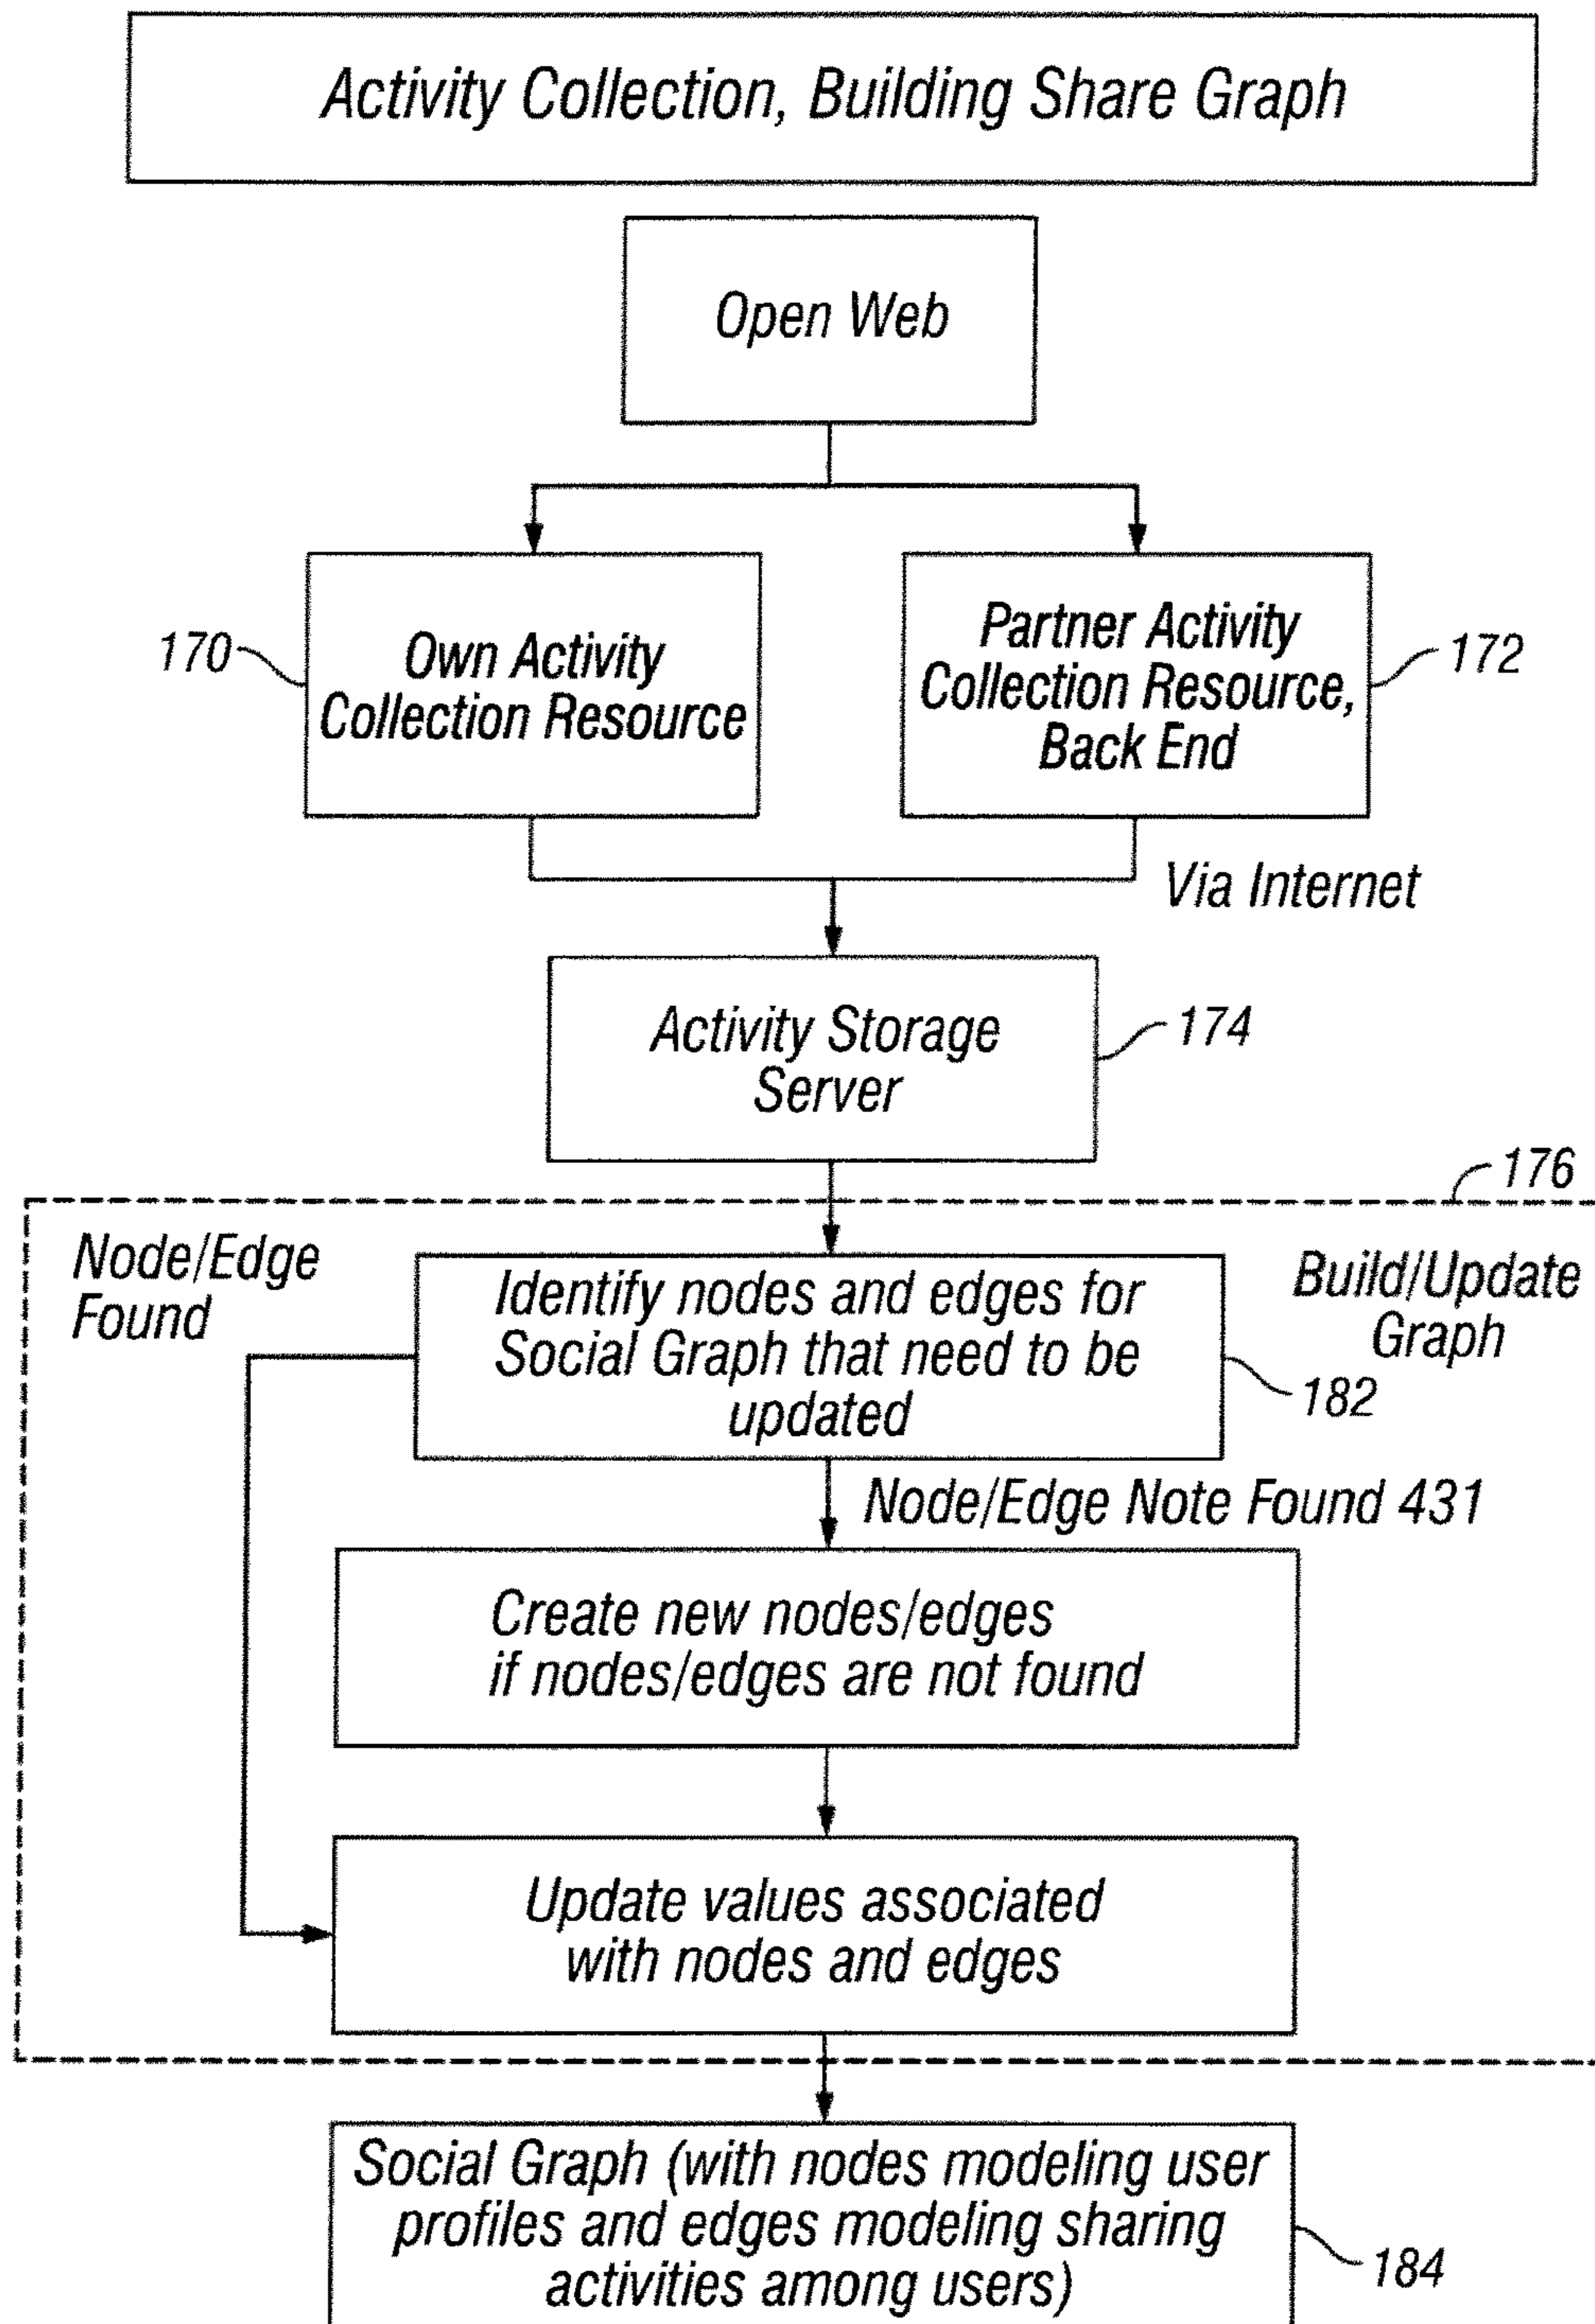 Activity Collection, Building Share Graph
Open Web
170
Own Activity
Collection Resource
Partner Activity
Collection Resource,
Back End
172
Via Internet
Activity Storage
Server
174
176
Node/Edge
Found
Identify nodes and edges for
Social Graph that need to be
updated
Build/Update
Graph
182
Node/Edge Note Found 431
Create new nodes/edges
if nodes/edges are not found
Update values associated
with nodes and edges
Social Graph (with nodes modeling user
profiles and edges modeling sharing
activities among users)
184